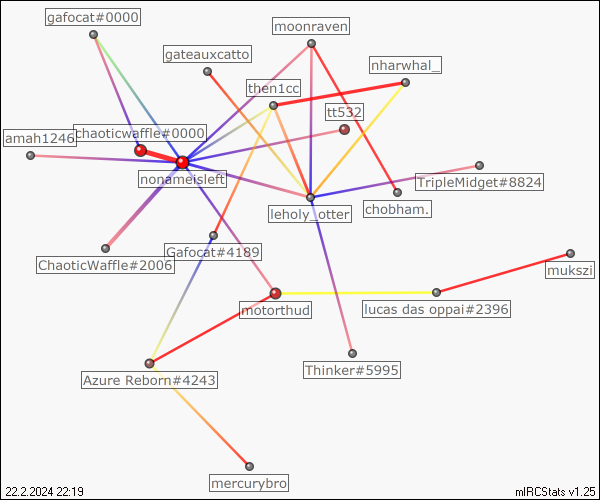 gafocat#0000
moonraven
gateauxcatto
nharwhal_
then1cc
tt532
chaoticwaffle#0000
amah1246
nonameisleft
TripleMidget#8824
leholy_otter
chobham.
Gafocat#4189
ChaoticWaffle#2006
mukszi
motorthud
lucas das oppai#2396
Thinker#5995
Azure Reborn#4243
mercurybro
22.2.2024 22:19
mIRCStats v1.25